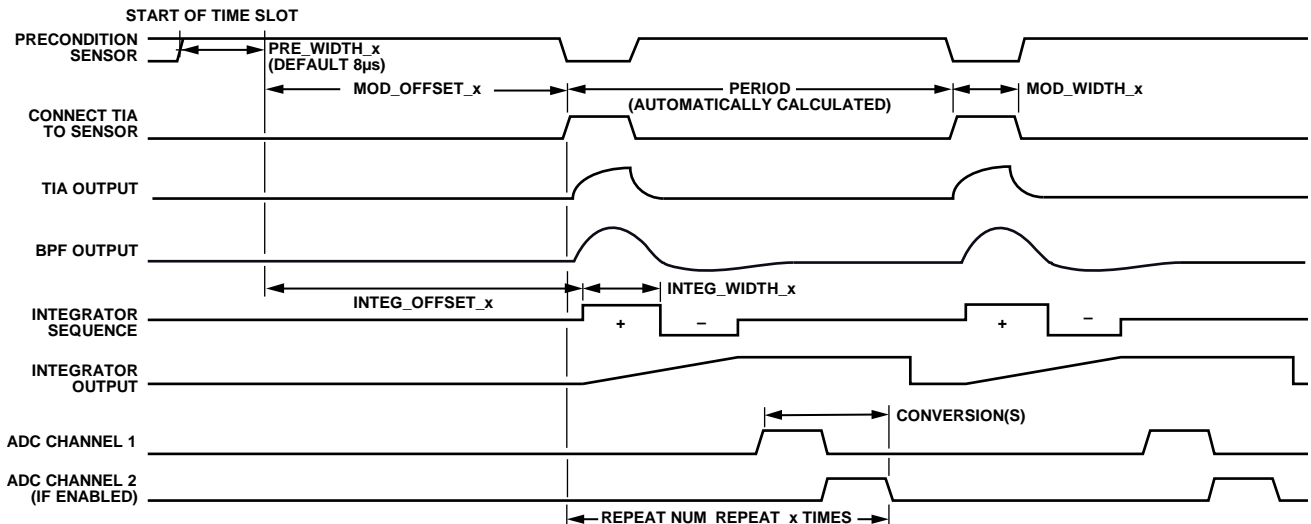 START OF TIME SLOT
PRECONDITION
SENSOR
PRE_WIDTH_x
(DEFAULT 8µs)
MOD_OFFSET_x
PERIOD
(AUTOMATICALLY CALCULATED)
MOD_WIDTH_x
CONNECT TIA
TO SENSOR
TIA OUTPUT
BPF OUTPUT
INTEG_OFFSET_x
INTEG_WIDTH_x
INTEGRATOR
SEQUENCE
+ – + –
INTEGRATOR
OUTPUT
CONVERSION(S)
ADC CHANNEL 1
ADC CHANNEL 2
(IF ENABLED)
REPEAT NUM_REPEAT_x TIMES